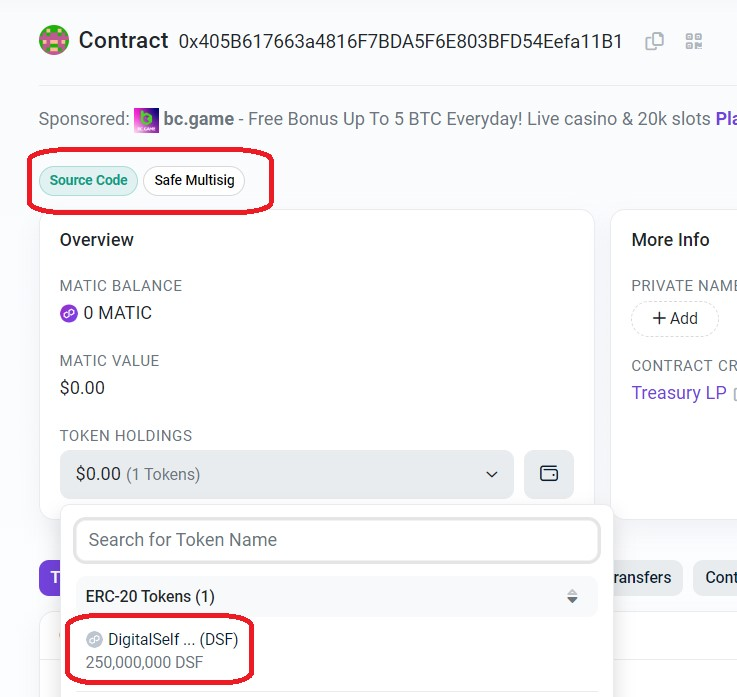 Contract 0x405B617663a4816F7BDA5F6E803BFD54Eefa11B1
Sponsored: bc.game - Free Bonus Up To 5 BTC Everyday! Live casino & 20k slots Pla
Source Code Safe Multisig
Overview
MATIC BALANCE
0 MATIC
MATIC VALUE
$0.00
TOKEN HOLDINGS
$0.00 (1 Tokens)
Search for Token Name
ERC-20 Tokens (1)
DigitalSelf ... (DSF)
250,000,000 DSF
More Info
PRIVATE NAME
+ Add
CONTRACT CR
Treasury LP
T
ransfers
Cont